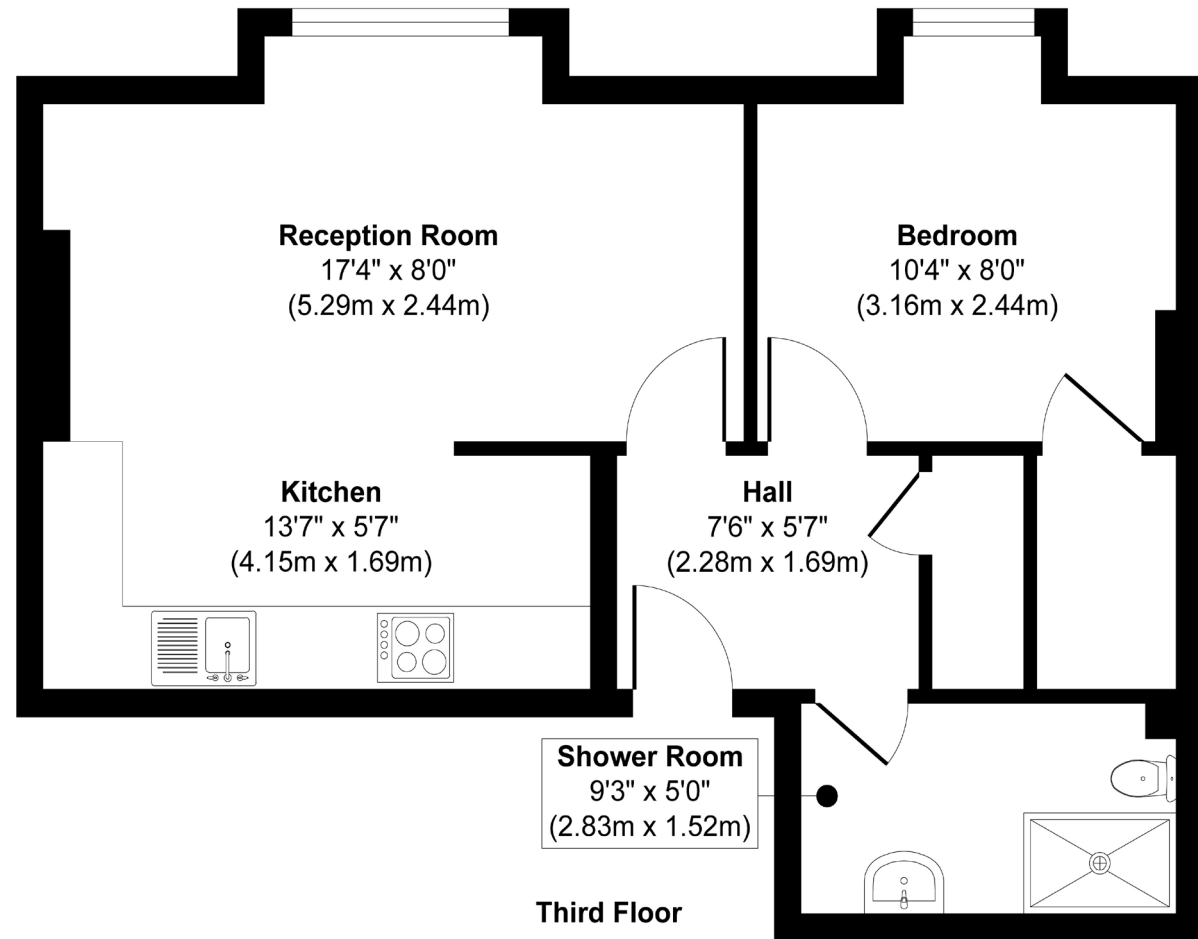 Reception Room
17'4" x 8'0"
(5.29m x 2.44m)
Bedroom
10'4" x 8'0"
(3.16m x 2.44m)
Kitchen
13'7" x 5'7"
(4.15m x 1.69m)
Hall
7'6" x 5'7"
(2.28m x 1.69m)
Shower Room
9'3" x 5'0"
(2.83m x 1.52m)
Third Floor